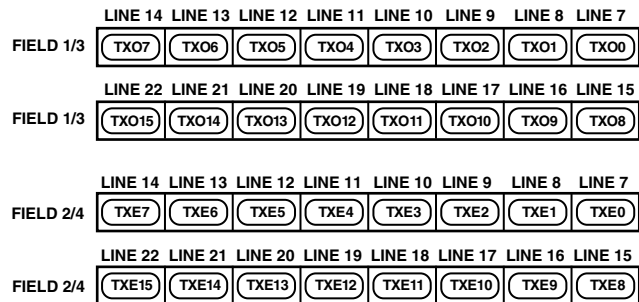 LINE 14 LINE 13 LINE 12 LINE 11 LINE 10 LINE 9 LINE 8 LINE 7
FIELD 1/3 TXO7 TXO6 TXO5 TXO4 TXO3 TXO2 TXO1 TXO0
LINE 22 LINE 21 LINE 20 LINE 19 LINE 18 LINE 17 LINE 16 LINE 15
FIELD 1/3 TXO15 TXO14 TXO13 TXO12 TXO11 TXO10 TXO9 TXO8
LINE 14 LINE 13 LINE 12 LINE 11 LINE 10 LINE 9 LINE 8 LINE 7
FIELD 2/4 TXE7 TXE6 TXE5 TXE4 TXE3 TXE2 TXE1 TXE0
LINE 22 LINE 21 LINE 20 LINE 19 LINE 18 LINE 17 LINE 16 LINE 15
FIELD 2/4 TXE15 TXE14 TXE13 TXE12 TXE11 TXE10 TXE9 TXE8